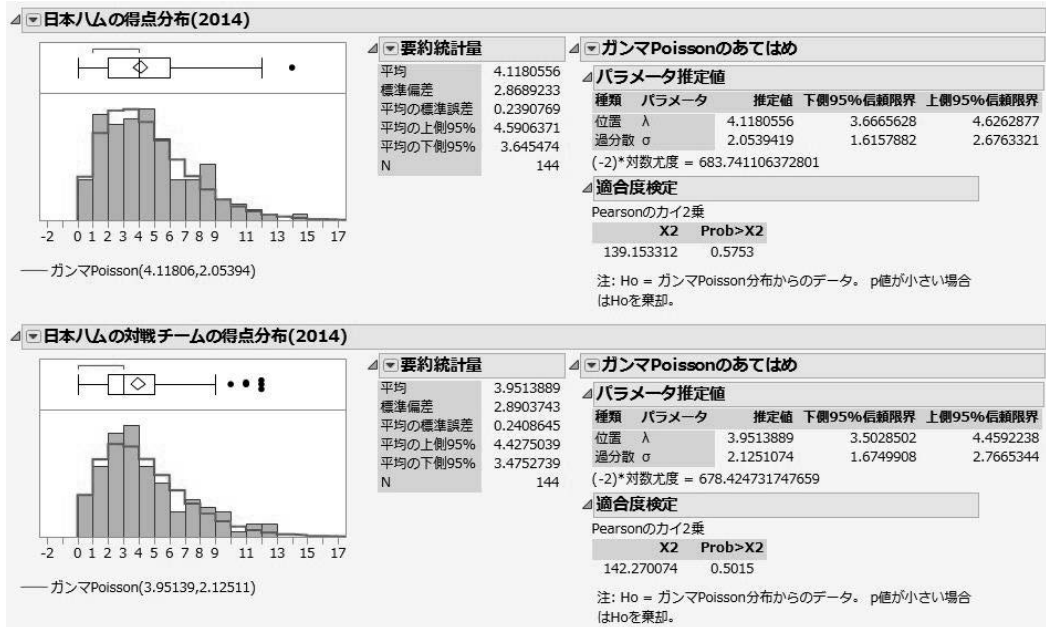 日本ハムの得点分布(2014)
-2 0 1 2 3 4 5 6 7 8 9 11 13 15 17
ガンマPoisson(4.11806,2.05394)
要約統計量
平均 4.1180556
標準偏差 2.8689233
平均の標準誤差 0.2390769
平均の上側95% 4.5906371
平均の下側95% 3.645474
N 144
ガンマPoissonのあてはめ
パラメータ推定値
種類 パラメータ 推定値 下側95%信頼限界 上側95%信頼限界
位置 λ 4.1180556 3.6665628 4.6262877
過分散 σ 2.0539419 1.6157882 2.6763321
(-2)*対数尤度 = 683.741106372801
適合度検定
Pearsonのカイ2乗
X2 Prob>X2
139.153312 0.5753
注: Ho = ガンマPoisson分布からのデータ。 p値が小さい場合
はHoを棄却。
日本ハムの対戦チームの得点分布(2014)
-2 0 1 2 3 4 5 6 7 8 9 11 13 15 17
ガンマPoisson(3.95139,2.12511)
要約統計量
平均 3.9513889
標準偏差 2.8903743
平均の標準誤差 0.2408645
平均の上側95% 4.4275039
平均の下側95% 3.4752739
N 144
ガンマPoissonのあてはめ
パラメータ推定値
種類 パラメータ 推定値 下側95%信頼限界 上側95%信頼限界
位置 λ 3.9513889 3.5028502 4.4592238
過分散 σ 2.1251074 1.6749908 2.7665344
(-2)*対数尤度 = 678.424731747659
適合度検定
Pearsonのカイ2乗
X2 Prob>X2
142.270074 0.5015
注: Ho = ガンマPoisson分布からのデータ。 p値が小さい場合
はHoを棄却。